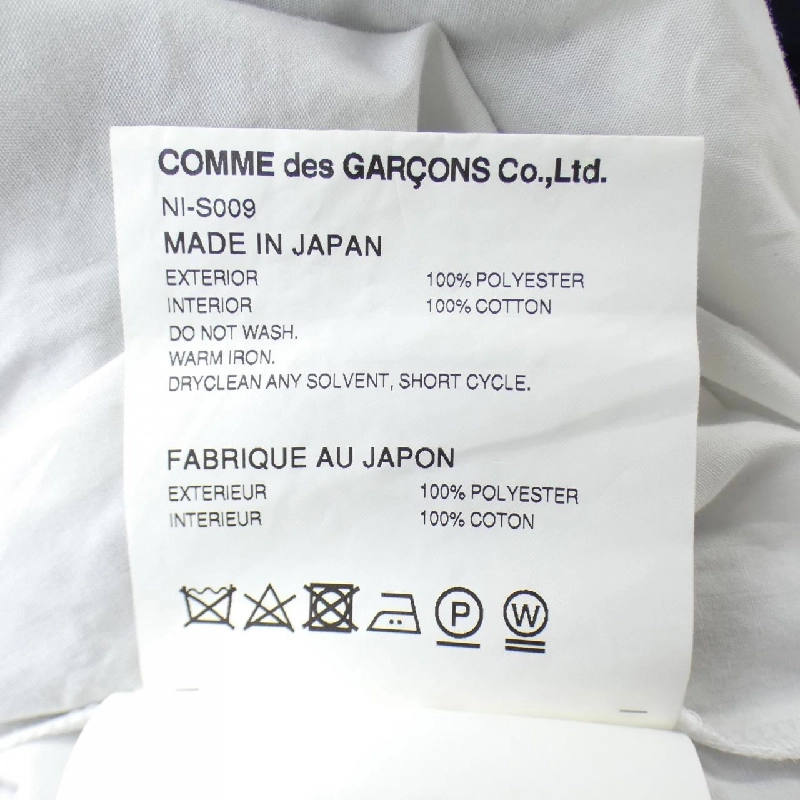 COMME des GARÇONS Co.,Ltd.
NI-S009
MADE IN JAPAN
EXTERIOR 100% POLYESTER
INTERIOR 100% COTTON
DO NOT WASH.
WARM IRON.
DRYCLEAN ANY SOLVENT, SHORT CYCLE.
FABRIQUE AU JAPON
EXTERIEUR 100% POLYESTER
INTERIEUR 100% COTON
P W